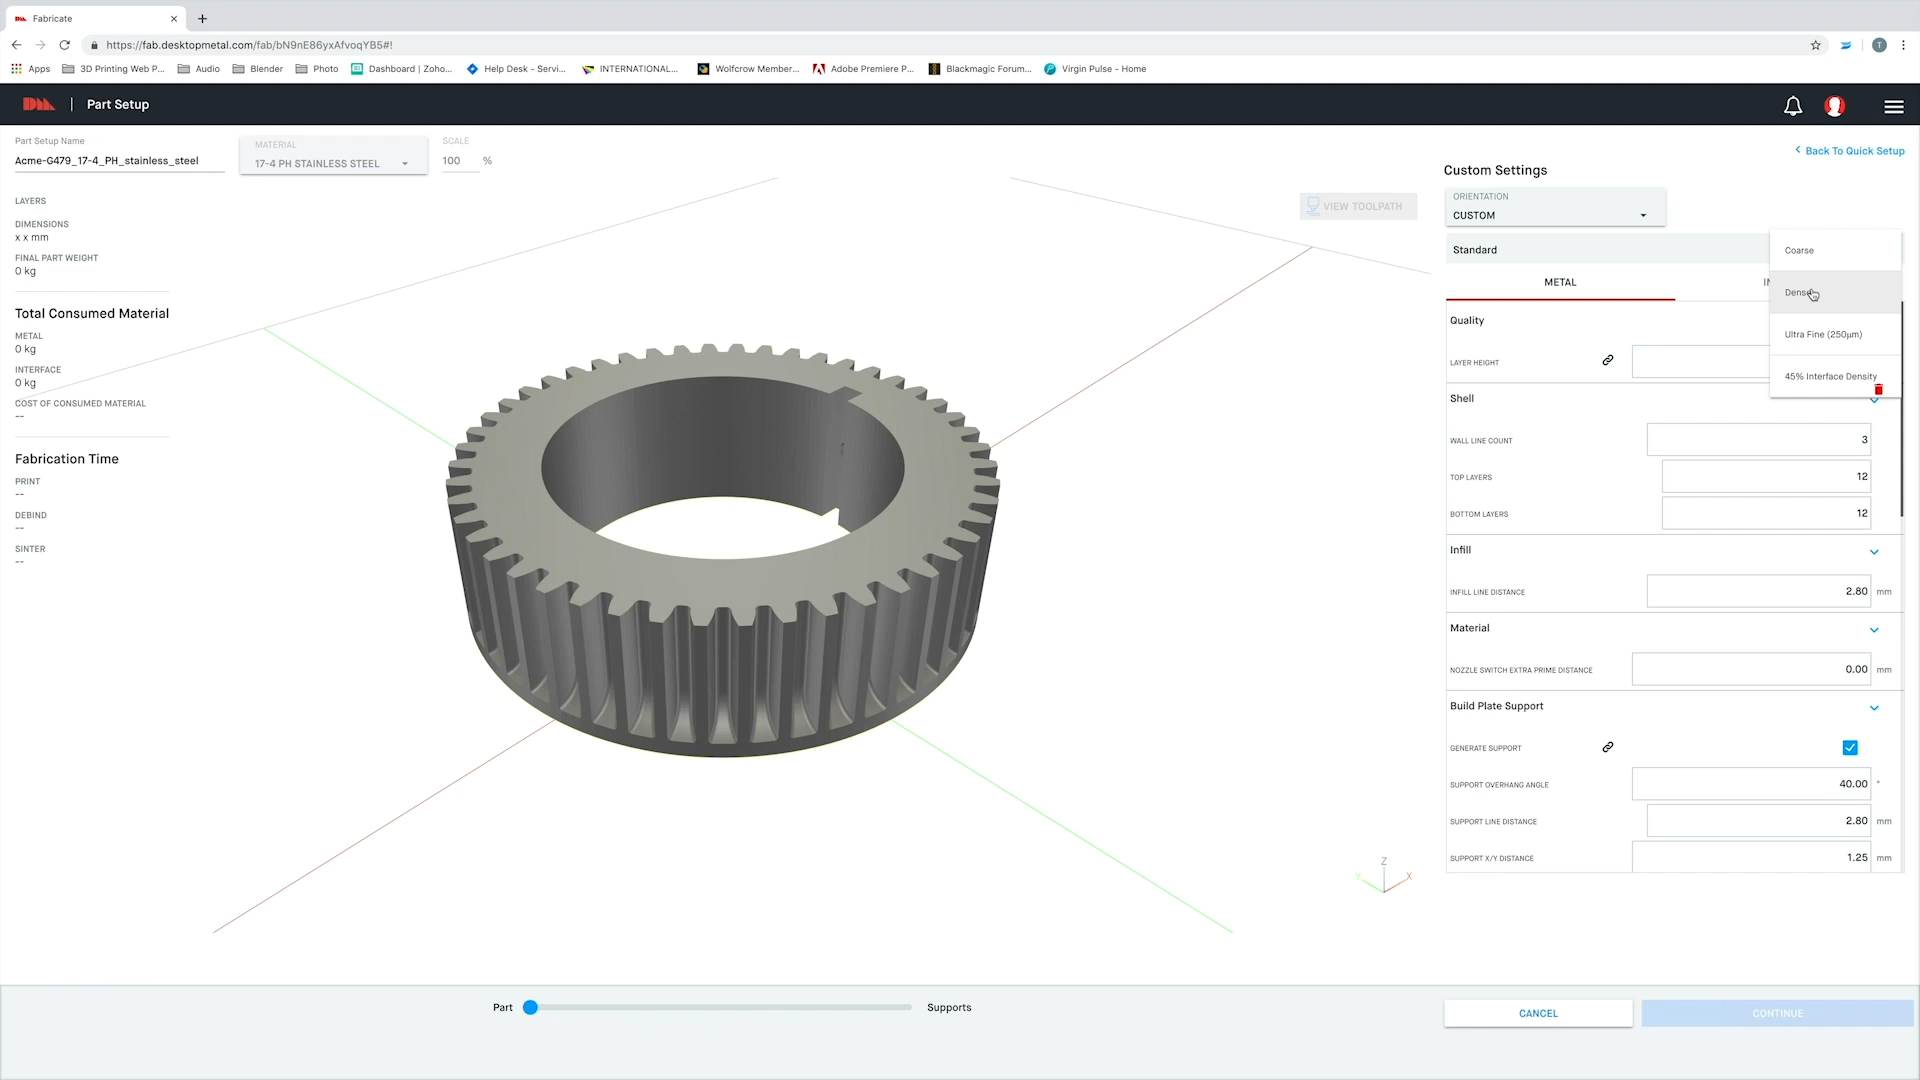 Fabricate
https://fab.desktopmetal.com/fab/bN9nE86yxAfvoqYB5#!
T
Apps
3D Printing Web P...
Audio
Blender
Photo
Dashboard | Zoho...
Help Desk - Servi...
INTERNATIONAL...
Wolfcrow Member...
Adobe Premiere P...
Blackmagic Forum...
Virgin Pulse - Home
DM
Part Setup
Part Setup Name
Acme-G479_17-4_PH_stainless_steel
MATERIAL
17-4 PH STAINLESS STEEL
SCALE
100 %
LAYERS
DIMENSIONS
x x mm
FINAL PART WEIGHT
0 kg
Total Consumed Material
METAL
0 kg
INTERFACE
0 kg
COST OF CONSUMED MATERIAL
--
Fabrication Time
PRINT
--
DEBIND
--
SINTER
--
VIEW TOOLPATH
Z
Y
X
Back To Quick Setup
Custom Settings
ORIENTATION
CUSTOM
Standard
METAL
Coarse
Dense
Ultra Fine (250μm)
45% Interface Density
Quality
LAYER HEIGHT
Shell
WALL LINE COUNT 3
TOP LAYERS 12
BOTTOM LAYERS 12
Infill
INFILL LINE DISTANCE 2.80 mm
Material
NOZZLE SWITCH EXTRA PRIME DISTANCE 0.00 mm
Build Plate Support
GENERATE SUPPORT
SUPPORT OVERHANG ANGLE 40.00 °
SUPPORT LINE DISTANCE 2.80 mm
SUPPORT X/Y DISTANCE 1.25 mm
Part
Supports
CANCEL
CONTINUE